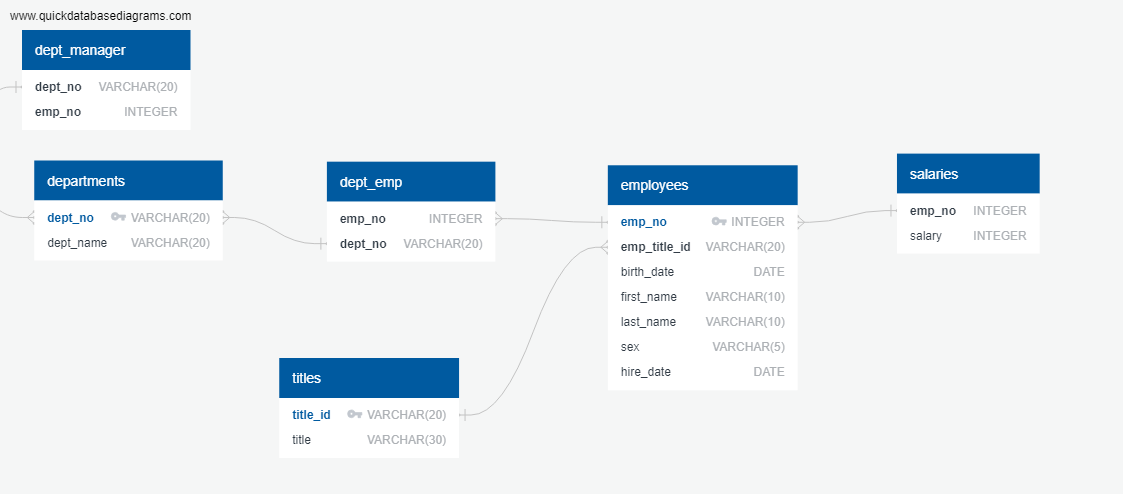 www.quickdatabasediagrams.com
dept_manager
dept_no VARCHAR(20)
emp_no INTEGER
departments
dept_no VARCHAR(20)
dept_name VARCHAR(20)
dept_emp
emp_no INTEGER
dept_no VARCHAR(20)
employees
emp_no INTEGER
emp_title_id VARCHAR(20)
birth_date DATE
first_name VARCHAR(10)
last_name VARCHAR(10)
sex VARCHAR(5)
hire_date DATE
salaries
emp_no INTEGER
salary INTEGER
titles
title_id VARCHAR(20)
title VARCHAR(30)